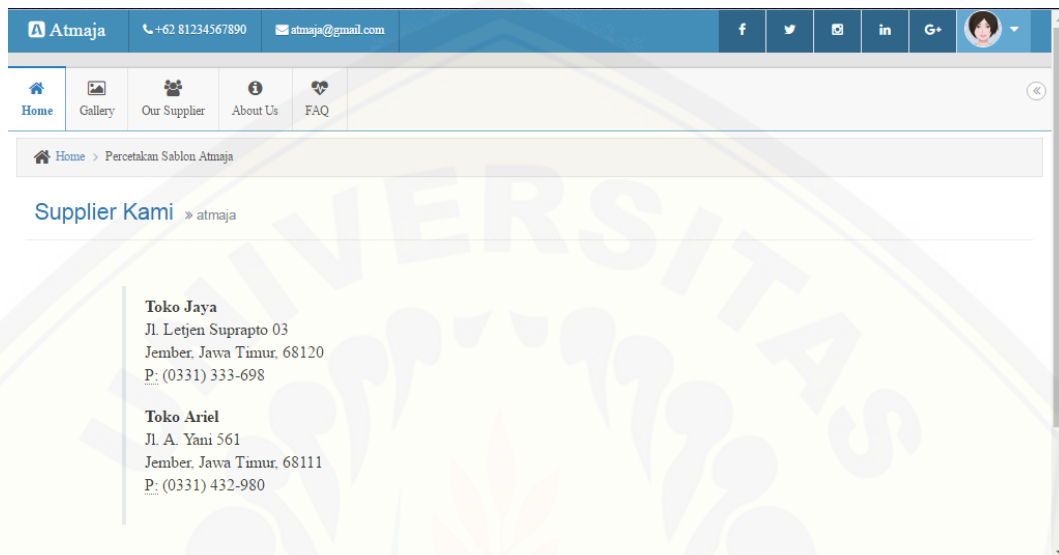 Atmaja +62 81234567890 atmaja@gmail.com
Home Gallery Our Supplier About Us FAQ
Home > Percetakan Sablon Atmaja
Supplier Kami » atmaja
Toko Jaya
Jl. Letjen Suprapto 03
Jember, Jawa Timur, 68120
P: (0331) 333-698
Toko Ariel
Jl. A. Yani 561
Jember, Jawa Timur, 68111
P: (0331) 432-980
UNIVERSITAS